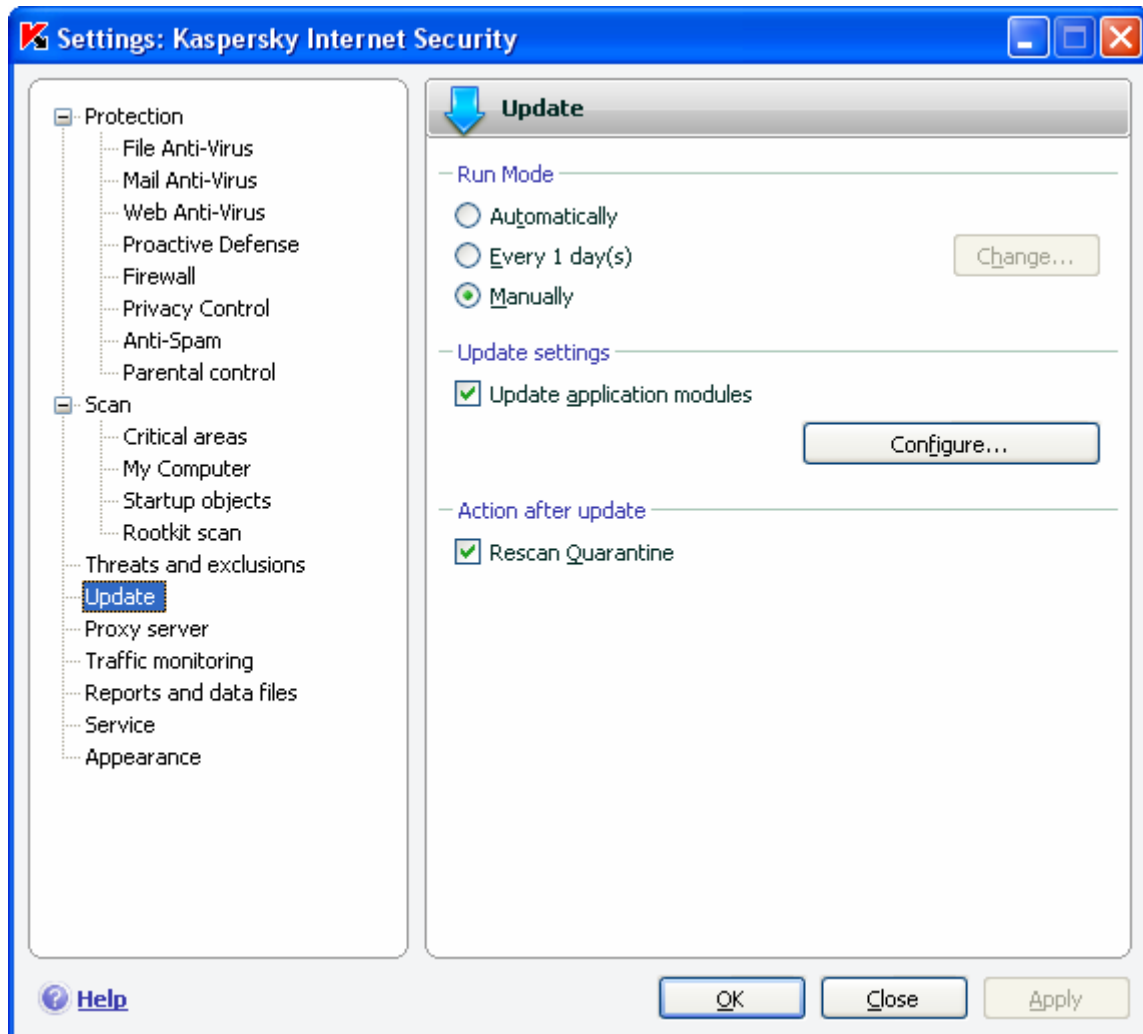 Settings: Kaspersky Internet Security
Protection
File Anti-Virus
Mail Anti-Virus
Web Anti-Virus
Proactive Defense
Firewall
Privacy Control
Anti-Spam
Parental control
Scan
Critical areas
My Computer
Startup objects
Rootkit scan
Threats and exclusions
Update
Proxy server
Traffic monitoring
Reports and data files
Service
Appearance
Update
Run Mode
Automatically
Every 1 day(s)
Change...
Manually
Update settings
Update application modules
Configure...
Action after update
Rescan Quarantine
Help
OK
Close
Apply